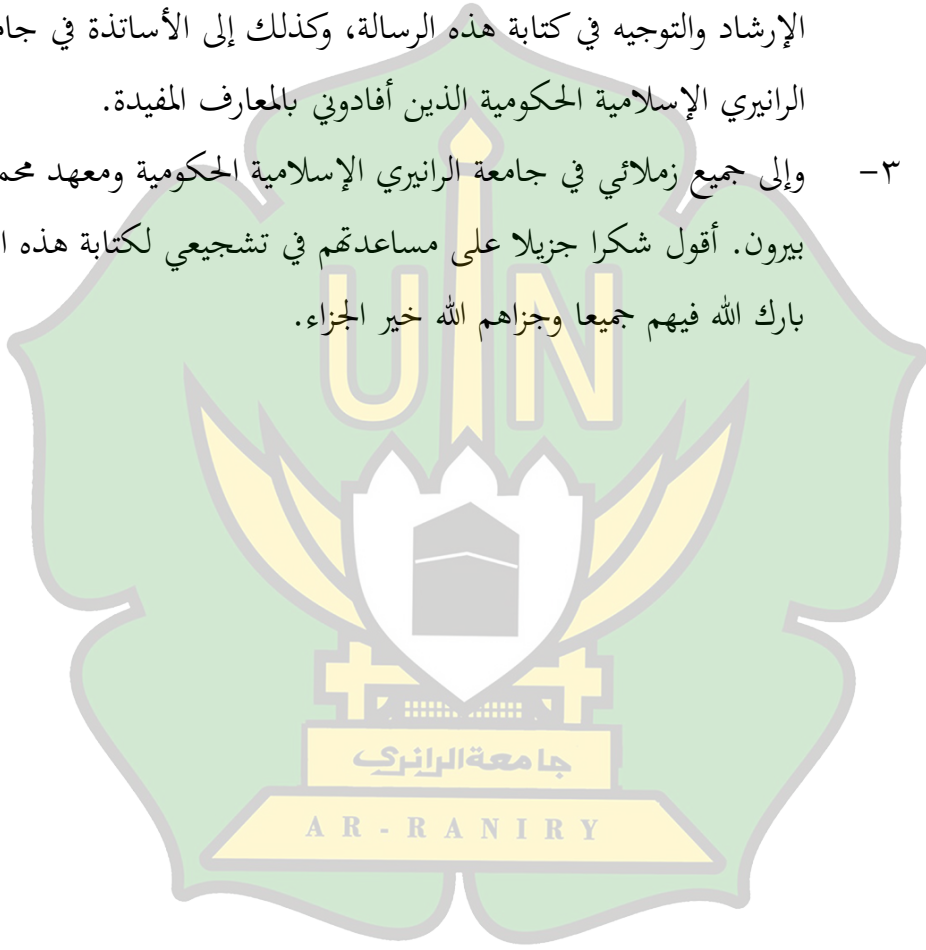 الإرشاد والتوجيه في كتابة هذه الرسالة، وكذلك إلى الأساتذة في
الرانيري الإسلامية الحكومية الذين أفادوني بالمعارف المفيدة.
٣- وإلى جميع زملائي في جامعة الرانيري الإسلامية الحكومية ومعهد
بيرون. أقول شكرا جزيلا على مساعدتهم في تشجيعي لكتابة هذه
بارك الله فيهم جميعا وجزاهم الله خير الجزاء.
UIN
جامعة الرانري
AR-RANIRY